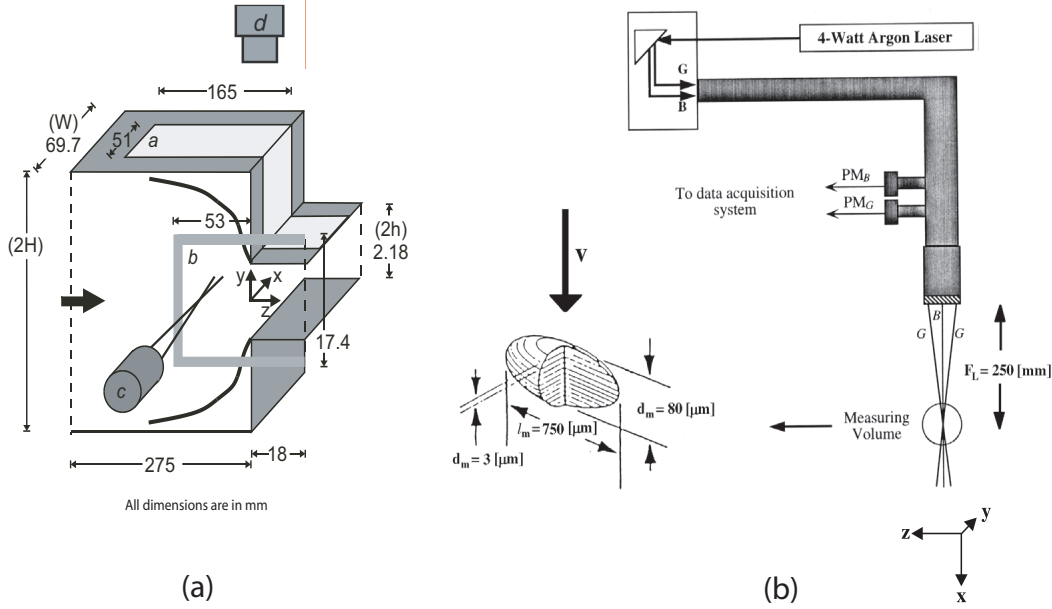 d
165
(W)
69.7
51
a
53
(2h)
2.18
(2H)
b
y
x
z
17.4
c
18
275
All dimensions are in mm
(a)
4-Watt Argon Laser
G
B
PM_B
To data acquisition
system
PM_G
v
B
G
G
F_L = 250 [mm]
d_m = 80 [μm]
l_m = 750 [μm]
Measuring
Volume
d_m = 3 [μm]
y
z
x
(b)